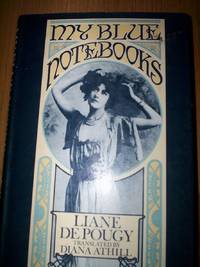 MY BLUE
NOTEBOOKS
LIANE
DE POUGY
TRANSLATED BY
DIANA ATHILL